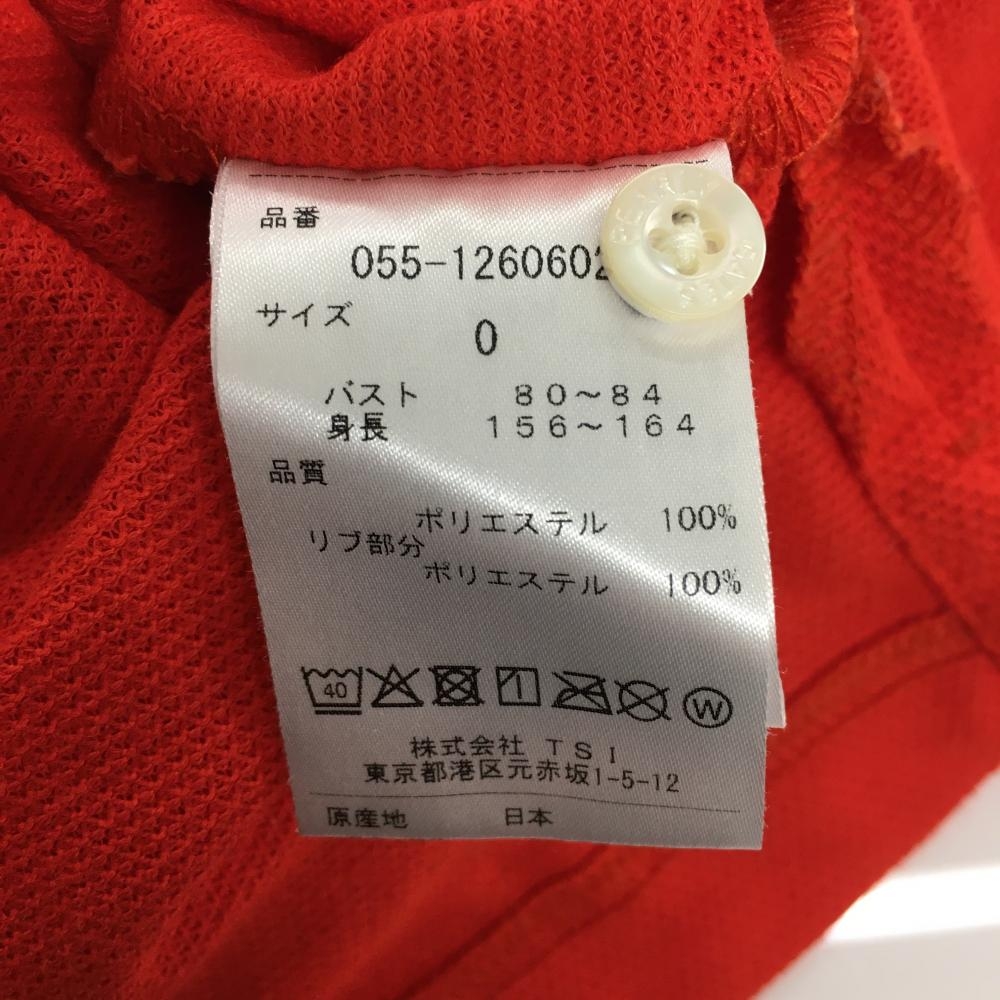 品番
055-1260602
サイズ
0
バスト 80～84
身長 156～164
品質
ポリエステル 100%
リブ部分
ポリエステル 100%
40
W
株式会社 TSI
東京都港区元赤坂1-5-12
原産地 日本